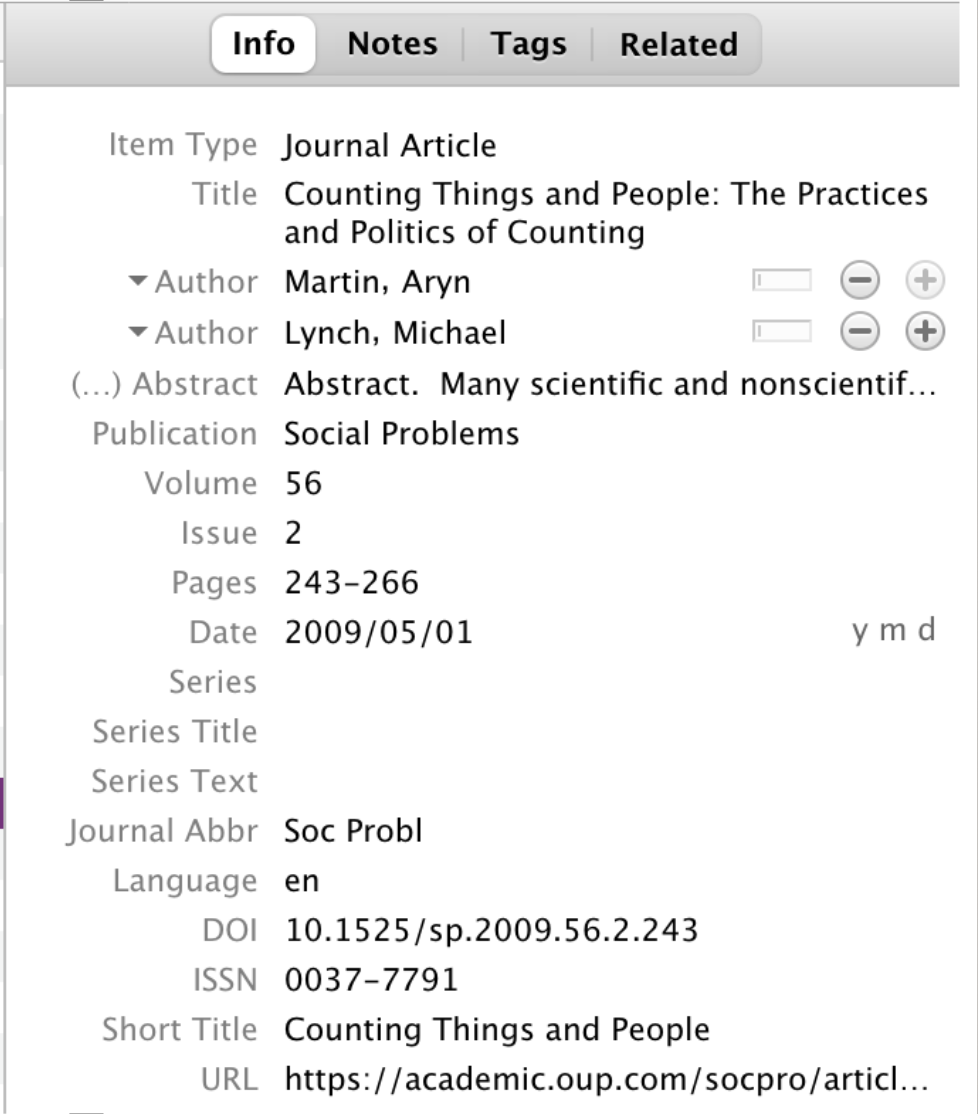 Info Notes Tags Related
Item Type Journal Article
Title Counting Things and People: The Practices
and Politics of Counting
Author Martin, Aryn
Author Lynch, Michael
(...) Abstract Abstract.  Many scientific and nonscientif...
Publication Social Problems
Volume 56
Issue 2
Pages 243–266
Date 2009/05/01 y m d
Series
Series Title
Series Text
Journal Abbr Soc Probl
Language en
DOI 10.1525/sp.2009.56.2.243
ISSN 0037–7791
Short Title Counting Things and People
URL https://academic.oup.com/socpro/articl...